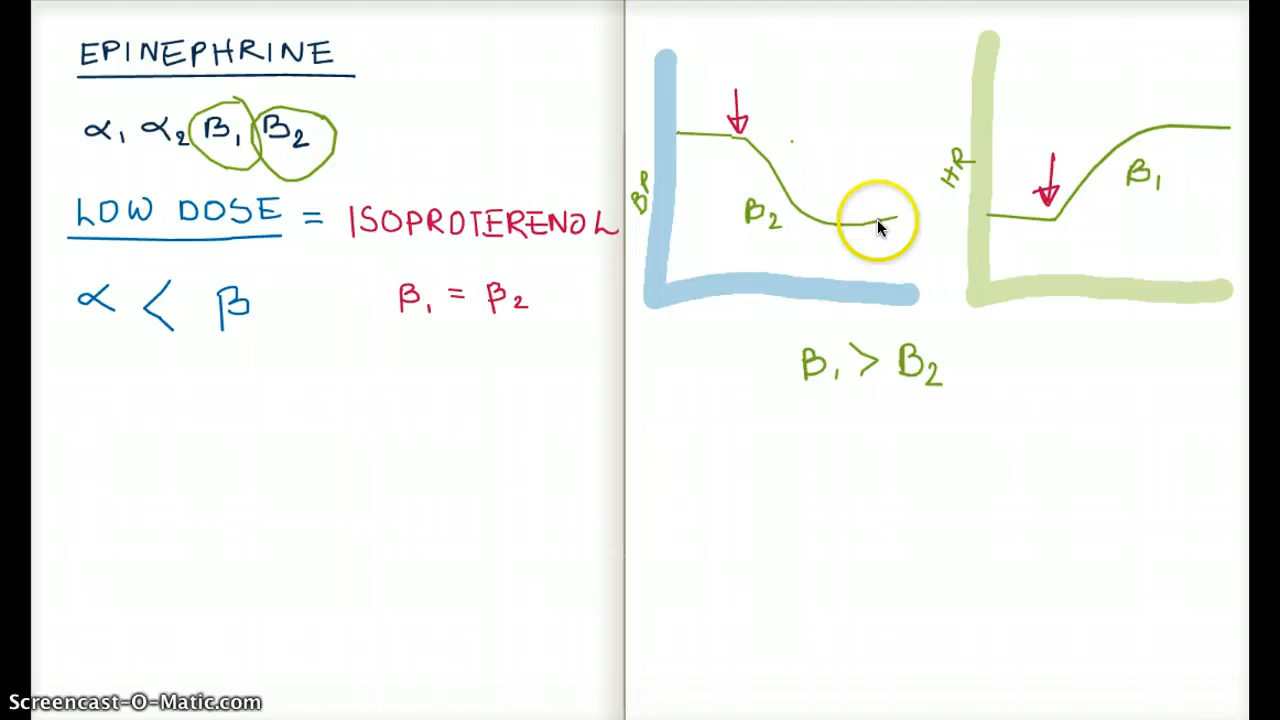 EPINEPHRINE
α₁ α₂ β₁ β₂
LOW DOSE = ISOPROTERENOL
α < β
β₁ = β₂
BP
β₂
HR
β₁
β₁ > β₂
Screencast-O-Matic.com